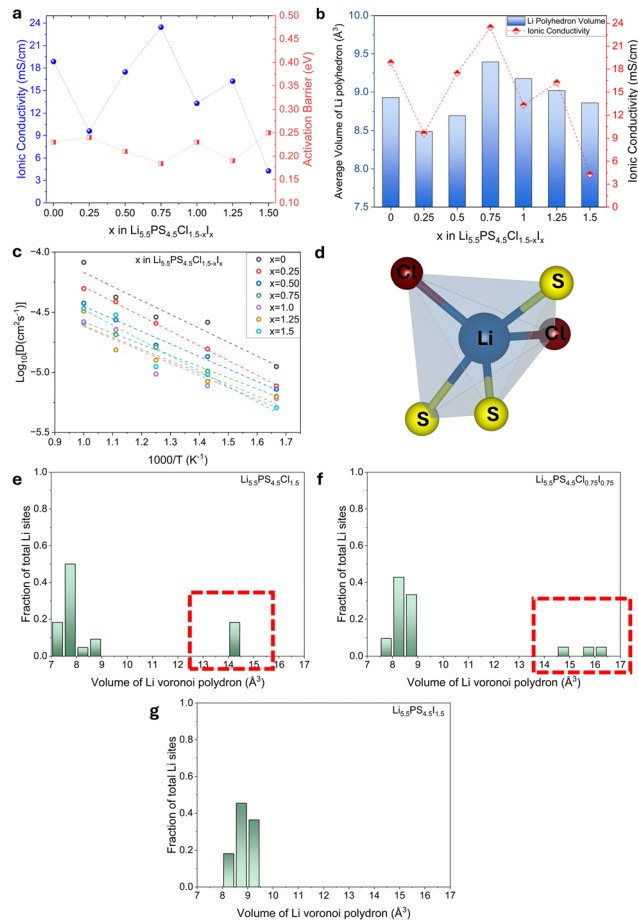 a
Ionic Conductivity (mS/cm)
24
21
18
15
12
9
6
3
0
0.50
0.45
0.40
0.35
0.30
0.25
0.20
0.15
0.10
Activation Barrier (eV)
0.00 0.25 0.50 0.75 1.00 1.25 1.50
x in Li5.5PS4.5Cl1.5-xIx
b
Average Volume of Li polyhedron (Å3)
10.0
9.5
9.0
8.5
8.0
7.5
Li Polyhedron Volume
Ionic Conductivity
24
21
18
15
12
9
6
3
0
Ionic Conductivity (mS/cm)
0 0.25 0.5 0.75 1 1.25 1.5
x in Li5.5PS4.5Cl1.5-xIx
c
Log10[D(cm2s-1)]
−4.0
−4.5
−5.0
−5.5
x in Li5.5PS4.5Cl1.5-xIx
x=0
x=0.25
x=0.50
x=0.75
x=1.0
x=1.25
x=1.5
0.9 1.0 1.1 1.2 1.3 1.4 1.5 1.6 1.7
1000/T (K-1)
d
Cl
S
Li
Cl
S
S
e
Li5.5PS4.5Cl1.5
Fraction of total Li sites
1.0
0.8
0.6
0.4
0.2
0.0
7 8 9 10 11 12 13 14 15 16 17
Volume of Li voronoi polydron (Å3)
f
Li5.5PS4.5Cl0.75I0.75
Fraction of total Li sites
1.0
0.8
0.6
0.4
0.2
0.0
7 8 9 10 11 12 13 14 15 16 17
Volume of Li voronoi polydron (Å3)
g
Li5.5PS4.5I1.5
Fraction of total Li sites
1.0
0.8
0.6
0.4
0.2
0.0
7 8 9 10 11 12 13 14 15 16 17
Volume of Li voronoi polydron (Å3)